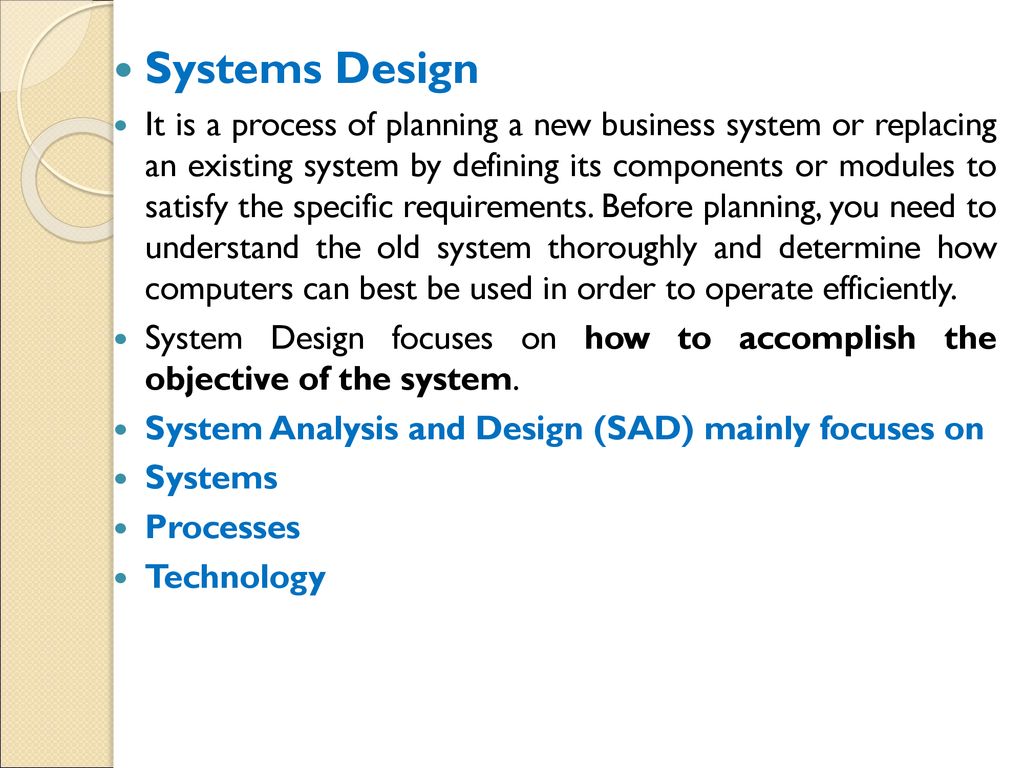 • Systems Design
• It is a process of planning a new business system or replacing
an existing system by defining its components or modules to
satisfy the specific requirements. Before planning, you need to
understand the old system thoroughly and determine how
computers can best be used in order to operate efficiently.
• System Design focuses on how to accomplish the
objective of the system.
• System Analysis and Design (SAD) mainly focuses on
• Systems
• Processes
• Technology